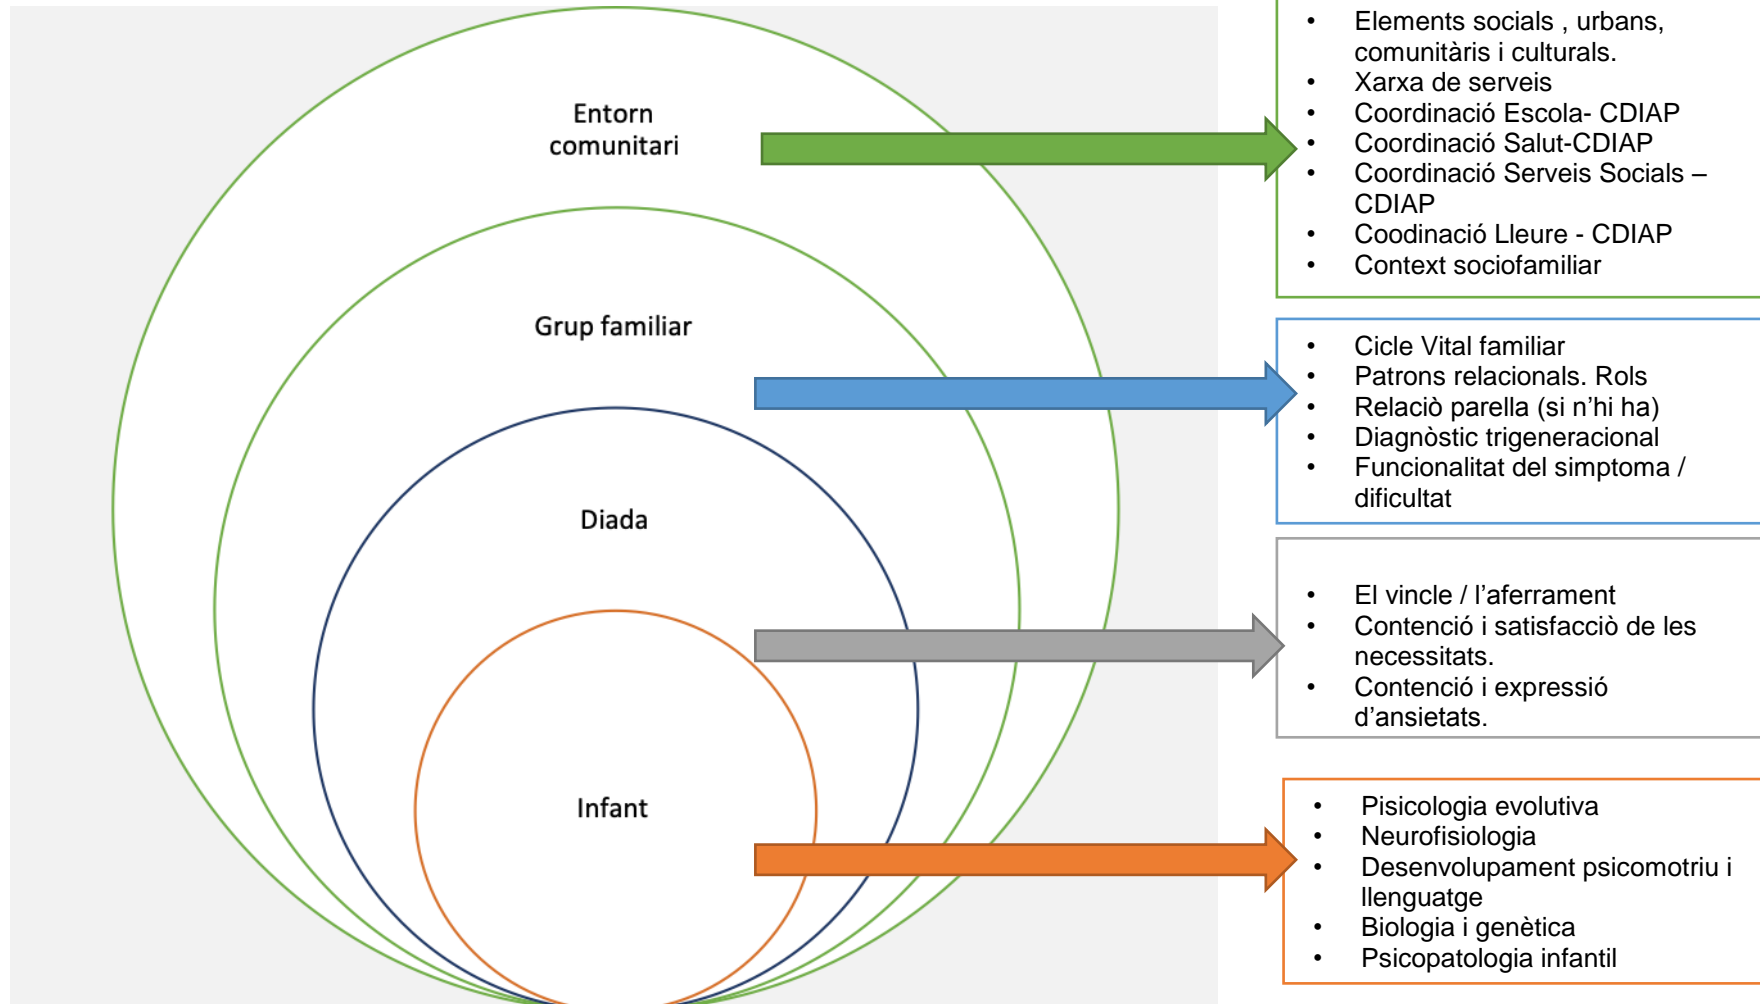 Entorn
comunitari
• Elements socials , urbans,
comunitàris i culturals.
• Xarxa de serveis
• Coordinació Escola- CDIAP
• Coordinació Salut-CDIAP
• Coordinació Serveis Socials –
CDIAP
• Coodinació Lleure - CDIAP
• Context sociofamiliar
Grup familiar
• Cicle Vital familiar
• Patrons relacionals. Rols
• Relaciò parella (si n’hi ha)
• Diagnòstic trigeneracional
• Funcionalitat del simptoma /
dificultat
Diada
• El vincle / l’aferrament
• Contenció i satisfacciò de les
necessitats.
• Contenció i expressió
d’ansietats.
Infant
• Pisicologia evolutiva
• Neurofisiologia
• Desenvolupament psicomotriu i
llenguatge
• Biologia i genètica
• Psicopatologia infantil